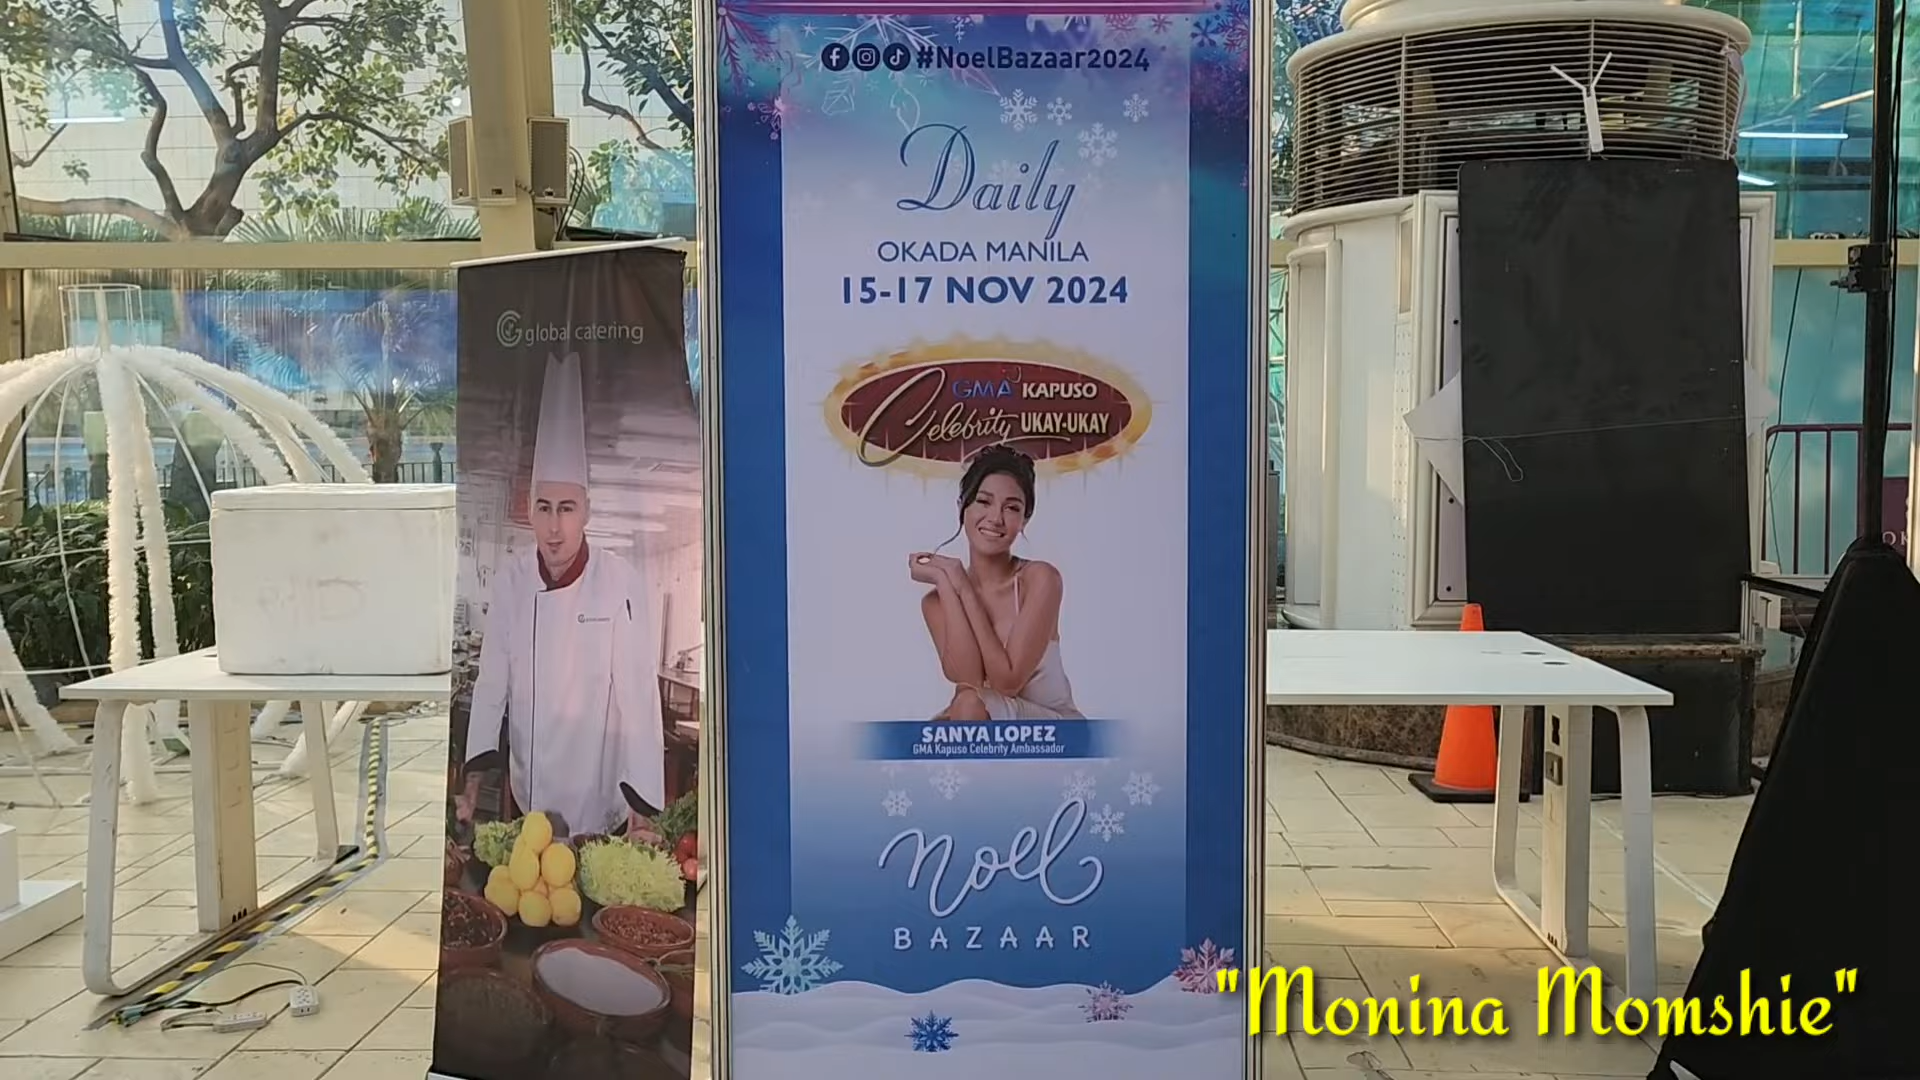 #NoelBazaar2024
Daily
OKADA MANILA
15-17 NOV 2024
GMA KAPUSO
Celebrity UKAY-UKAY
SANYA LOPEZ
GMA Kapuso Celebrity Ambassador
noel
BAZAAR
global catering
"Monina Momshie"